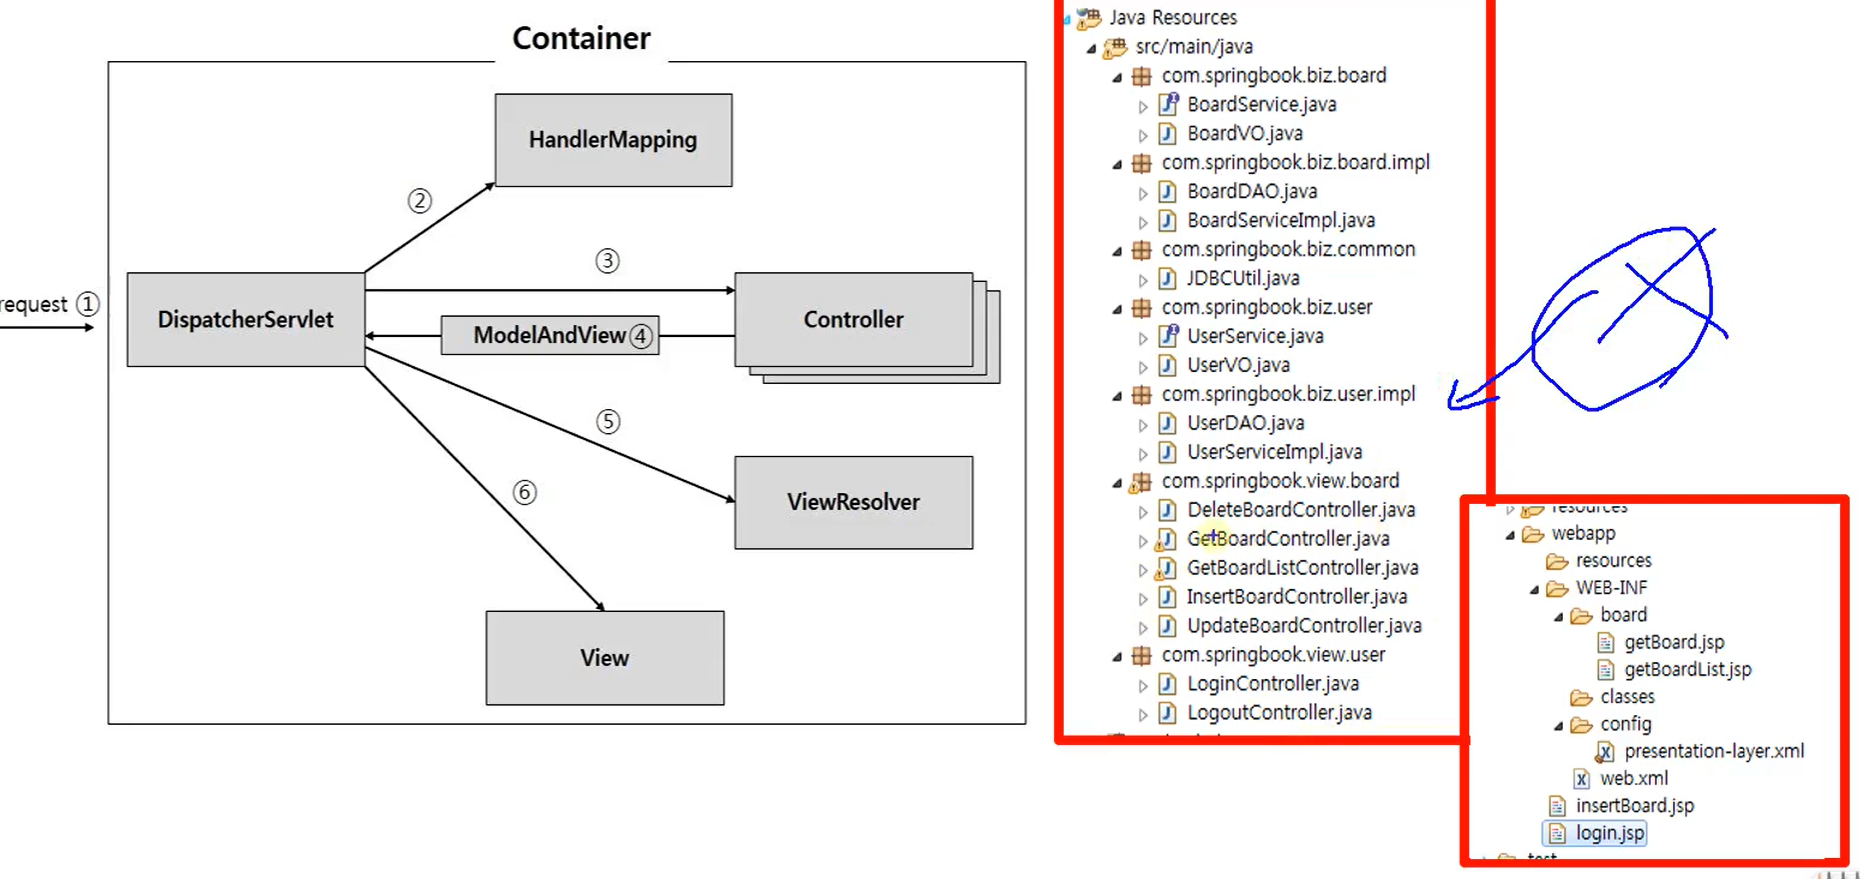 Container
HandlerMapping
②
③
request ①
DispatcherServlet
ModelAndView ④
Controller
⑤
ViewResolver
⑥
View
Java Resources
src/main/java
com.springbook.biz.board
BoardService.java
BoardVO.java
com.springbook.biz.board.impl
BoardDAO.java
BoardServiceImpl.java
com.springbook.biz.common
JDBCUtil.java
com.springbook.biz.user
UserService.java
UserVO.java
com.springbook.biz.user.impl
UserDAO.java
UserServiceImpl.java
com.springbook.view.board
DeleteBoardController.java
GetBoardController.java
GetBoardListController.java
InsertBoardController.java
UpdateBoardController.java
com.springbook.view.user
LoginController.java
LogoutController.java
resources
webapp
resources
WEB-INF
board
getBoard.jsp
getBoardList.jsp
classes
config
presentation-layer.xml
web.xml
insertBoard.jsp
login.jsp
test